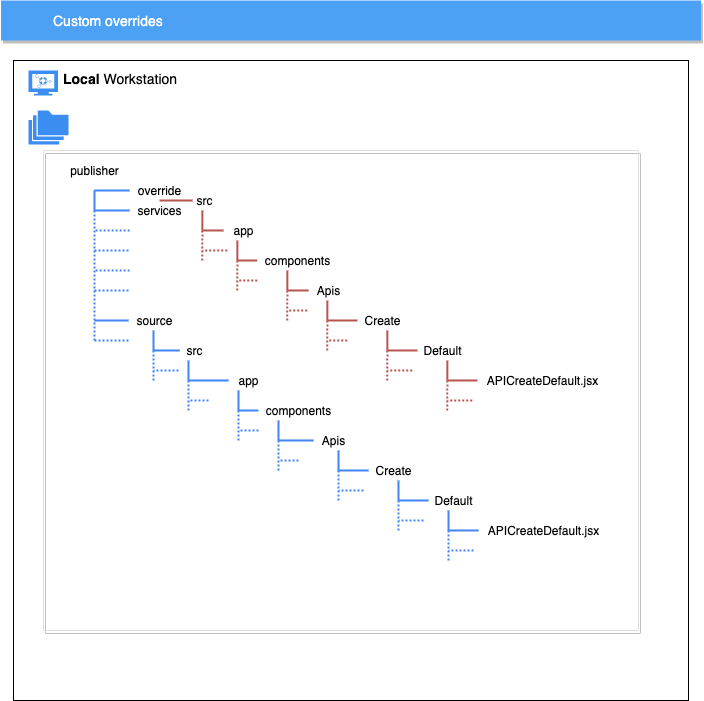 Custom overrides
Local Workstation
publisher
override
src
services
app
components
Apis
Create
Default
APICreateDefault.jsx
source
src
app
components
Apis
Create
Default
APICreateDefault.jsx